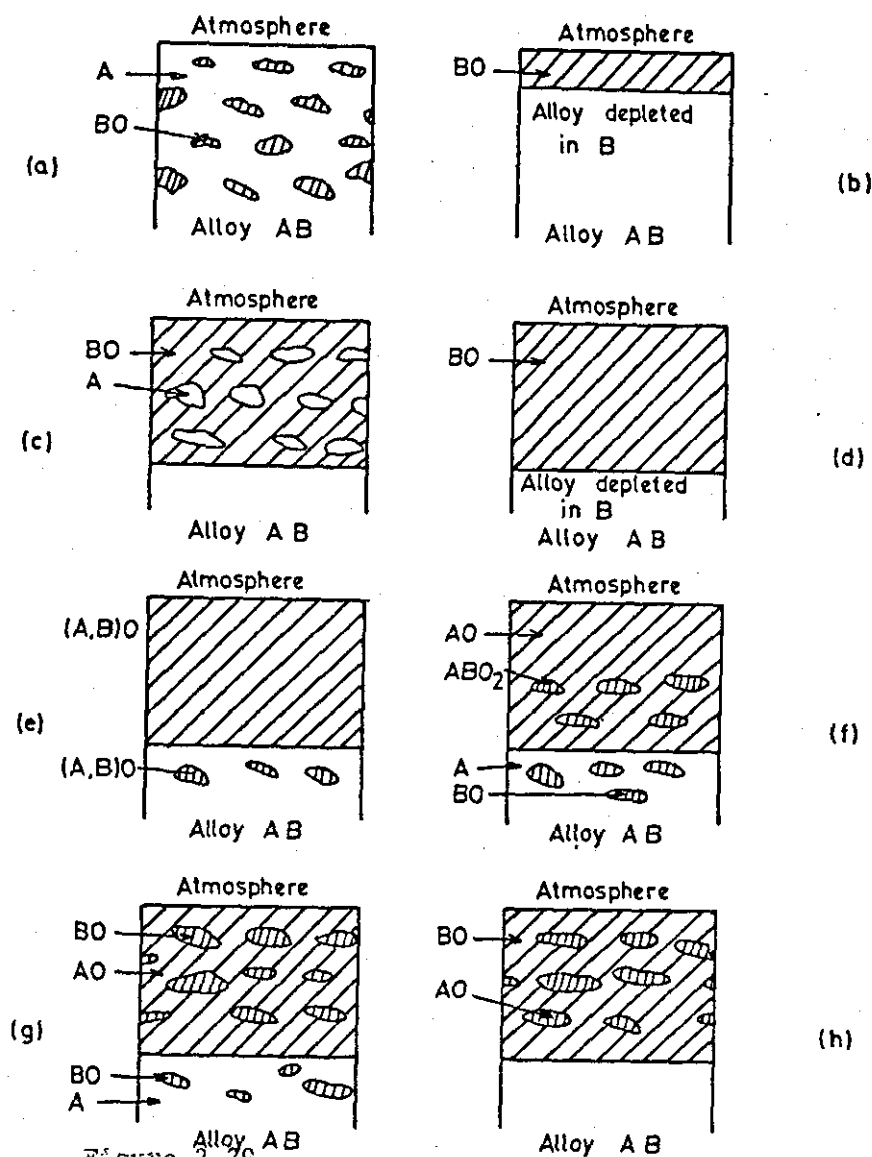 Atmosphere
A
BO
(a)
Alloy AB
Atmosphere
BO
Alloy depleted
in B
(b)
Alloy AB
Atmosphere
BO
A
(c)
Alloy AB
Atmosphere
BO
(d)
Alloy depleted
in B
Alloy AB
Atmosphere
(A,B)O
(e)
(A,B)O
Alloy AB
Atmosphere
AO
ABO₂
(f)
A
BO
Alloy AB
Atmosphere
BO
AO
(g)
BO
A
Alloy AB
Atmosphere
BO
AO
(h)
Alloy AB